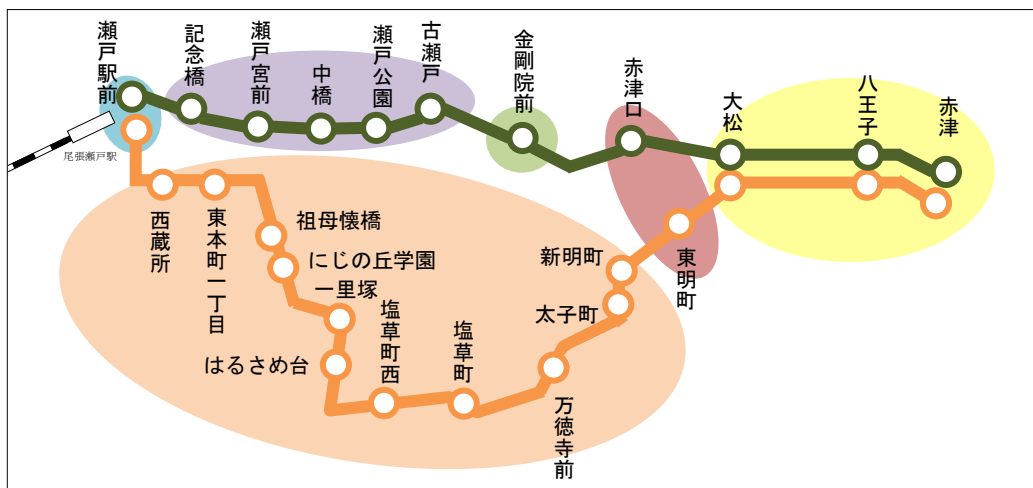 瀬戸駅前
記念橋
瀬戸宮前
中橋
瀬戸公園
古瀬戸
金剛院前
赤津口
大松
八王子
赤津
尾張瀬戸駅
西蔵所
東本町一丁目
祖母懐橋
にじの丘学園
一里塚
はるさめ台
塩草町西
塩草町
万徳寺前
太子町
新明町
東明町